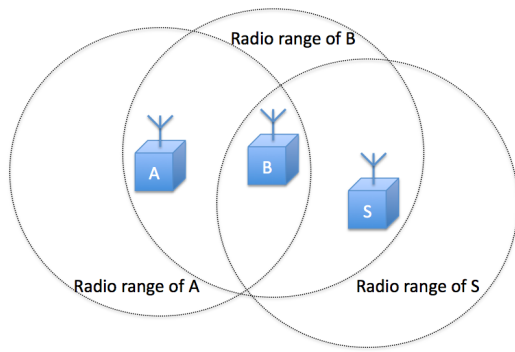 Radio range of B
A
B
S
Radio range of A
Radio range of S